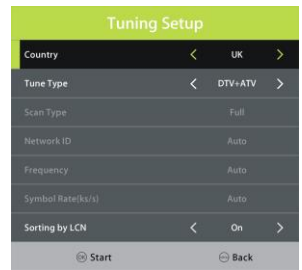 Tuning Setup
Country < UK >
Tune Type < DTV+ATV >
Scan Type Full
Network ID Auto
Frequency Auto
Symbol Rate(ks/s) Auto
Sorting by LCN < On >
OK Start Back